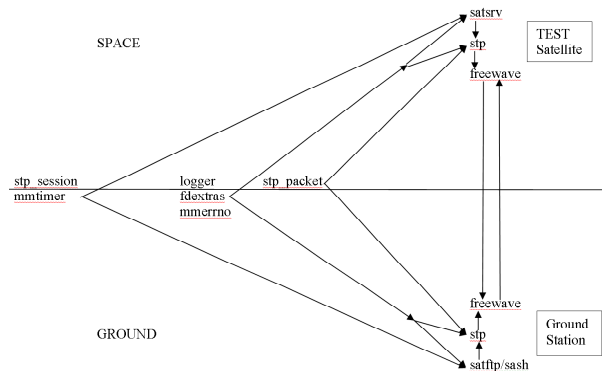 satsrv
SPACE
stp
TEST
Satellite
freewave
stp_session
logger
stp_packet
mmtimer
fdextras
mmerrno
freewave
GROUND
stp
Ground
Station
satftp/sash